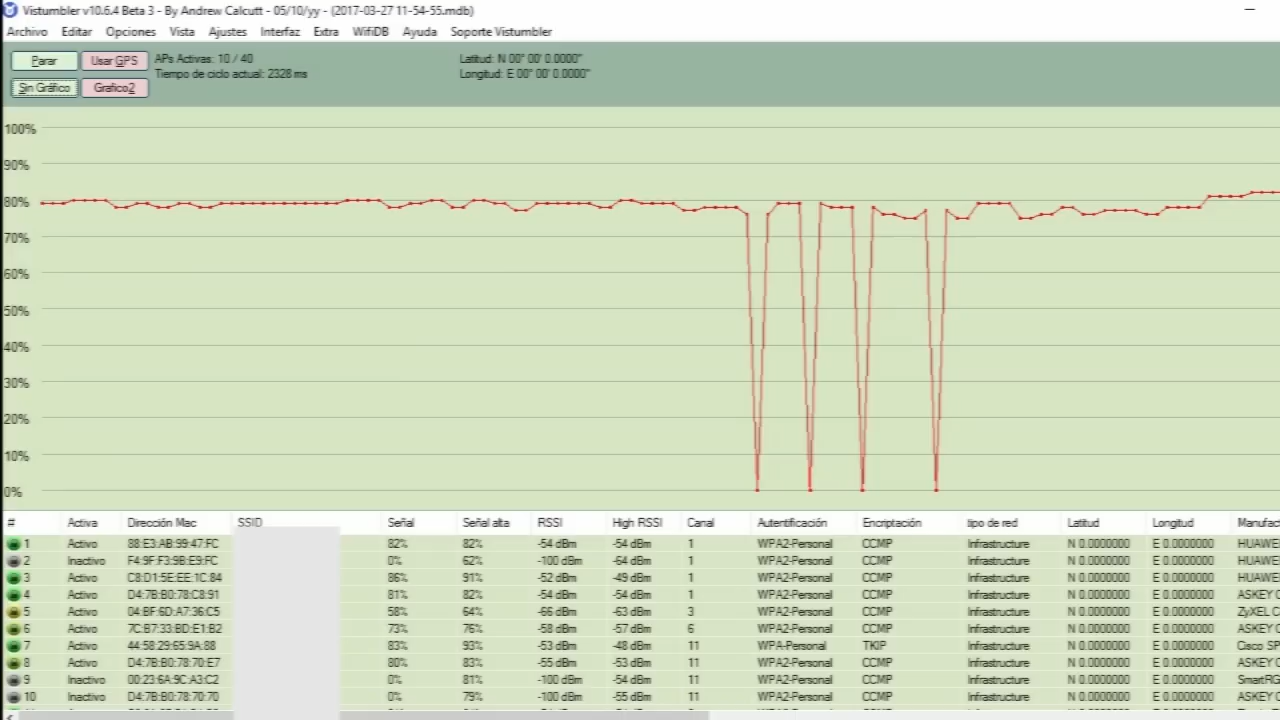 Vistumbler v10.6.4 Beta 3 - By Andrew Calcutt - 05/10/yy - (2017-03-27 11-54-55.mdb)
Archivo Editar Opciones Vista Ajustes Interfaz Extra WifiDB Ayuda Soporte Vistumbler
Parar Usar GPS APs Activas: 10 / 40 Latitud: N 00° 00' 0.0000"
Tiempo de ciclo actual: 2328 ms Longitud: E 00° 00' 0.0000"
Sin Gráfico Grafico2
100%
90%
80%
70%
60%
50%
40%
30%
20%
10%
0%
# Activa Dirección Mac SSID Señal Señal alta RSSI High RSSI Canal Autentificación Encriptación tipo de red Latitud Longitud Manufac
1 Activo 88:E3:AB:99:47:FC 82% 82% -54 dBm -54 dBm 1 WPA2-Personal CCMP Infrastructure N 0.0000000 E 0.0000000 HUAWE
2 Inactivo F4:9F:F3:9B:E9:FC 0% 62% -100 dBm -64 dBm 1 WPA2-Personal CCMP Infrastructure N 0.0000000 E 0.0000000 HUAWE
3 Activo C8:D1:5E:EE:1C:84 86% 91% -52 dBm -49 dBm 1 WPA2-Personal CCMP Infrastructure N 0.0000000 E 0.0000000 HUAWE
4 Activo D4:7B:B0:78:C8:91 81% 82% -54 dBm -54 dBm 1 WPA2-Personal CCMP Infrastructure N 0.0000000 E 0.0000000 ASKEY C
5 Activo 04:BF:6D:A7:36:C5 58% 64% -66 dBm -63 dBm 3 WPA2-Personal CCMP Infrastructure N 0.0000000 E 0.0000000 ZyXEL C
6 Activo 7C:B7:33:BD:E1:B2 73% 76% -58 dBm -57 dBm 6 WPA2-Personal CCMP Infrastructure N 0.0000000 E 0.0000000 ASKEY C
7 Activo 44:58:29:65:9A:88 83% 93% -53 dBm -48 dBm 11 WPA-Personal TKIP Infrastructure N 0.0000000 E 0.0000000 Cisco SP
8 Activo D4:7B:B0:78:70:E7 80% 83% -55 dBm -53 dBm 11 WPA2-Personal CCMP Infrastructure N 0.0000000 E 0.0000000 ASKEY C
9 Inactivo 00:23:6A:9C:A3:C2 0% 81% -100 dBm -54 dBm 11 WPA2-Personal CCMP Infrastructure N 0.0000000 E 0.0000000 SmartRG
10 Inactivo D4:7B:B0:78:70:70 0% 79% -100 dBm -55 dBm 11 WPA2-Personal CCMP Infrastructure N 0.0000000 E 0.0000000 ASKEY C